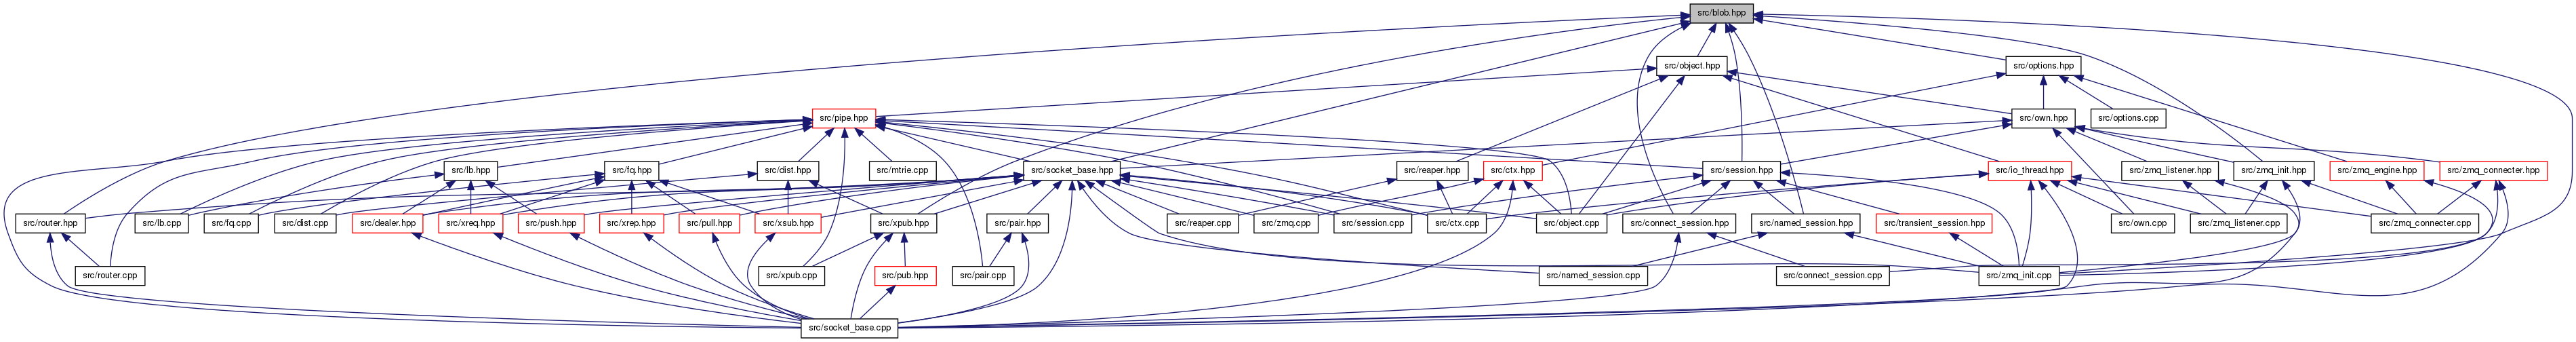 src/blob.hpp
src/object.hpp
src/options.hpp
src/pipe.hpp
src/own.hpp
src/options.cpp
src/lb.hpp
src/fq.hpp
src/dist.hpp
src/mtrie.cpp
src/socket_base.hpp
src/reaper.hpp
src/ctx.hpp
src/session.hpp
src/io_thread.hpp
src/zmq_listener.hpp
src/zmq_init.hpp
src/zmq_engine.hpp
src/zmq_connecter.hpp
src/router.hpp
src/lb.cpp
src/fq.cpp
src/dist.cpp
src/dealer.hpp
src/xreq.hpp
src/push.hpp
src/xrep.hpp
src/pull.hpp
src/xsub.hpp
src/xpub.hpp
src/pair.hpp
src/reaper.cpp
src/zmq.cpp
src/session.cpp
src/ctx.cpp
src/object.cpp
src/connect_session.hpp
src/named_session.hpp
src/transient_session.hpp
src/own.cpp
src/zmq_listener.cpp
src/zmq_connecter.cpp
src/router.cpp
src/xpub.cpp
src/pub.hpp
src/pair.cpp
src/named_session.cpp
src/connect_session.cpp
src/zmq_init.cpp
src/socket_base.cpp